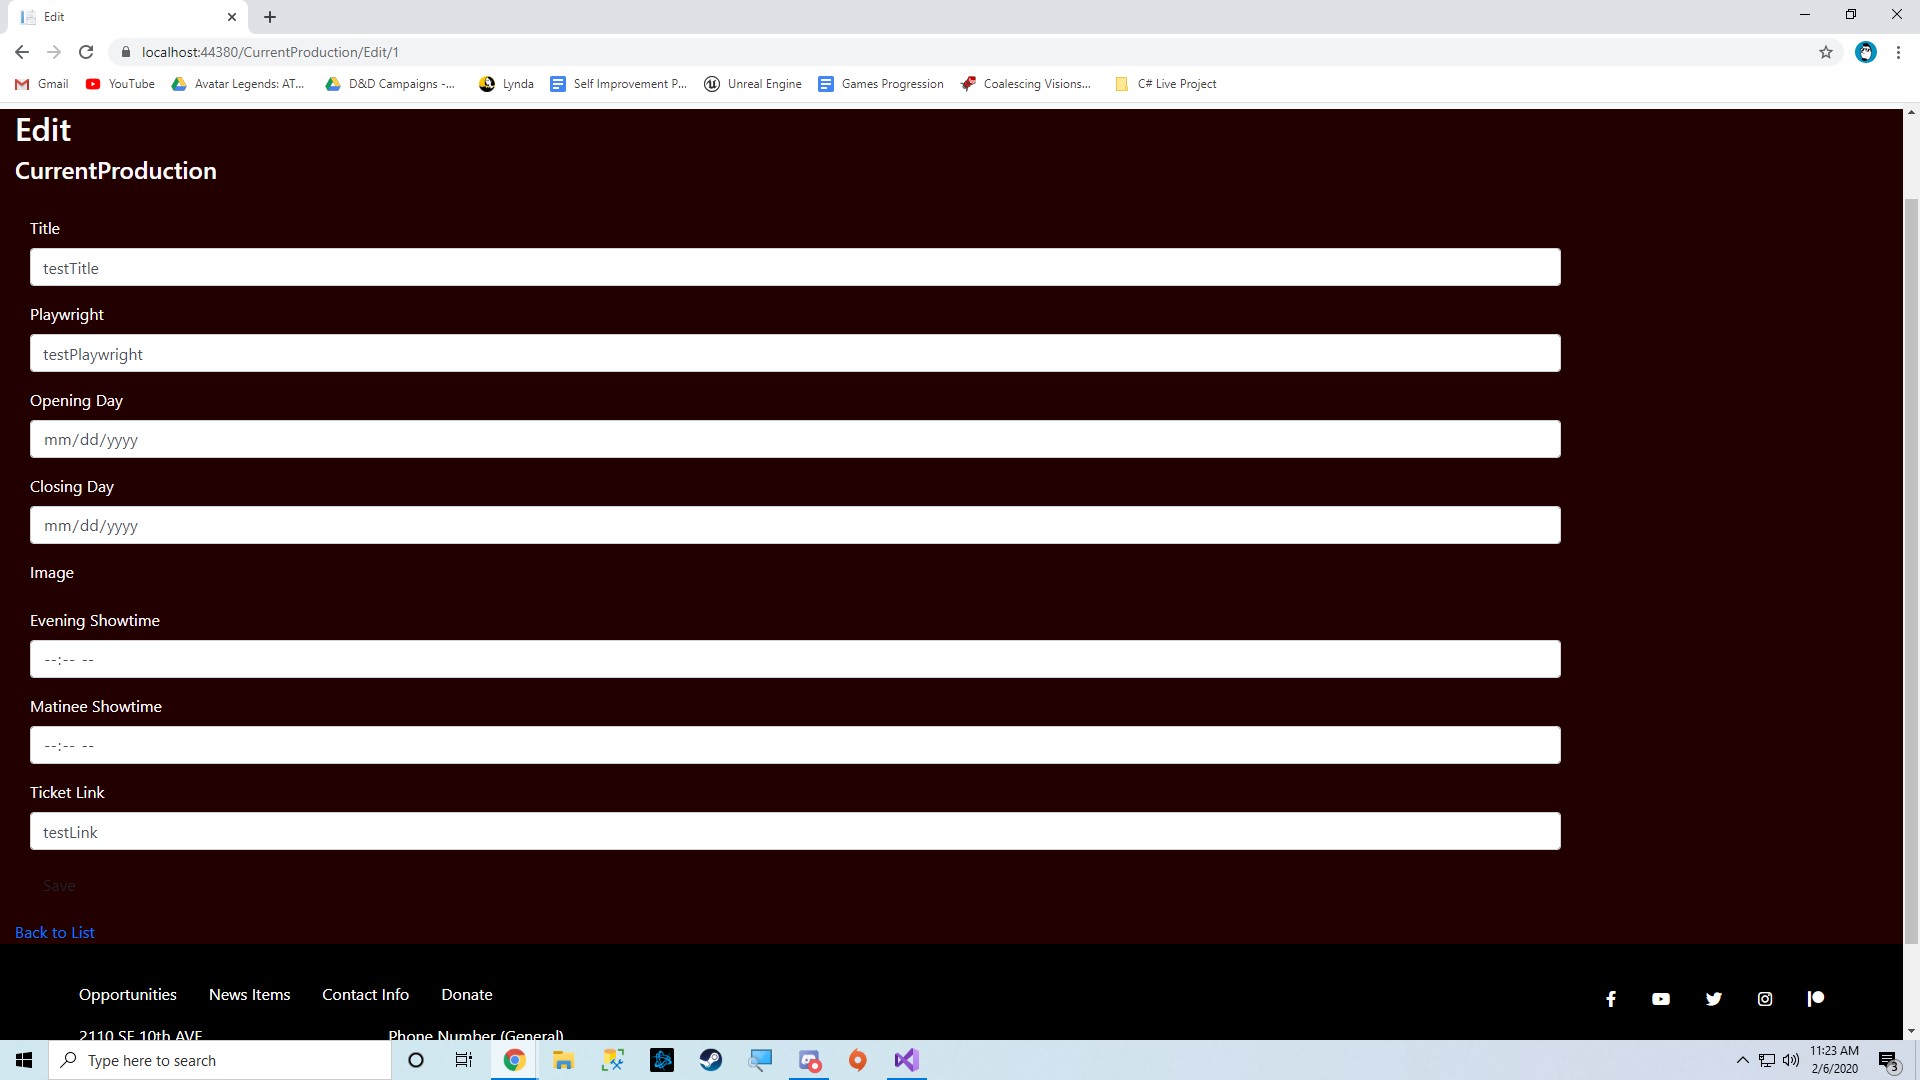 Edit
localhost:44380/CurrentProduction/Edit/1
Gmail YouTube Avatar Legends: AT... D&D Campaigns -... Lynda Self Improvement P... Unreal Engine Games Progression Coalescing Visions... C# Live Project
Edit
CurrentProduction
Title
testTitle
Playwright
testPlaywright
Opening Day
mm/dd/yyyy
Closing Day
mm/dd/yyyy
Image
Evening Showtime
--:-- --
Matinee Showtime
--:-- --
Ticket Link
testLink
Save
Back to List
Opportunities News Items Contact Info Donate
2110 SE 10th AVE Phone Number (General)
Type here to search
11:23 AM
2/6/2020
3